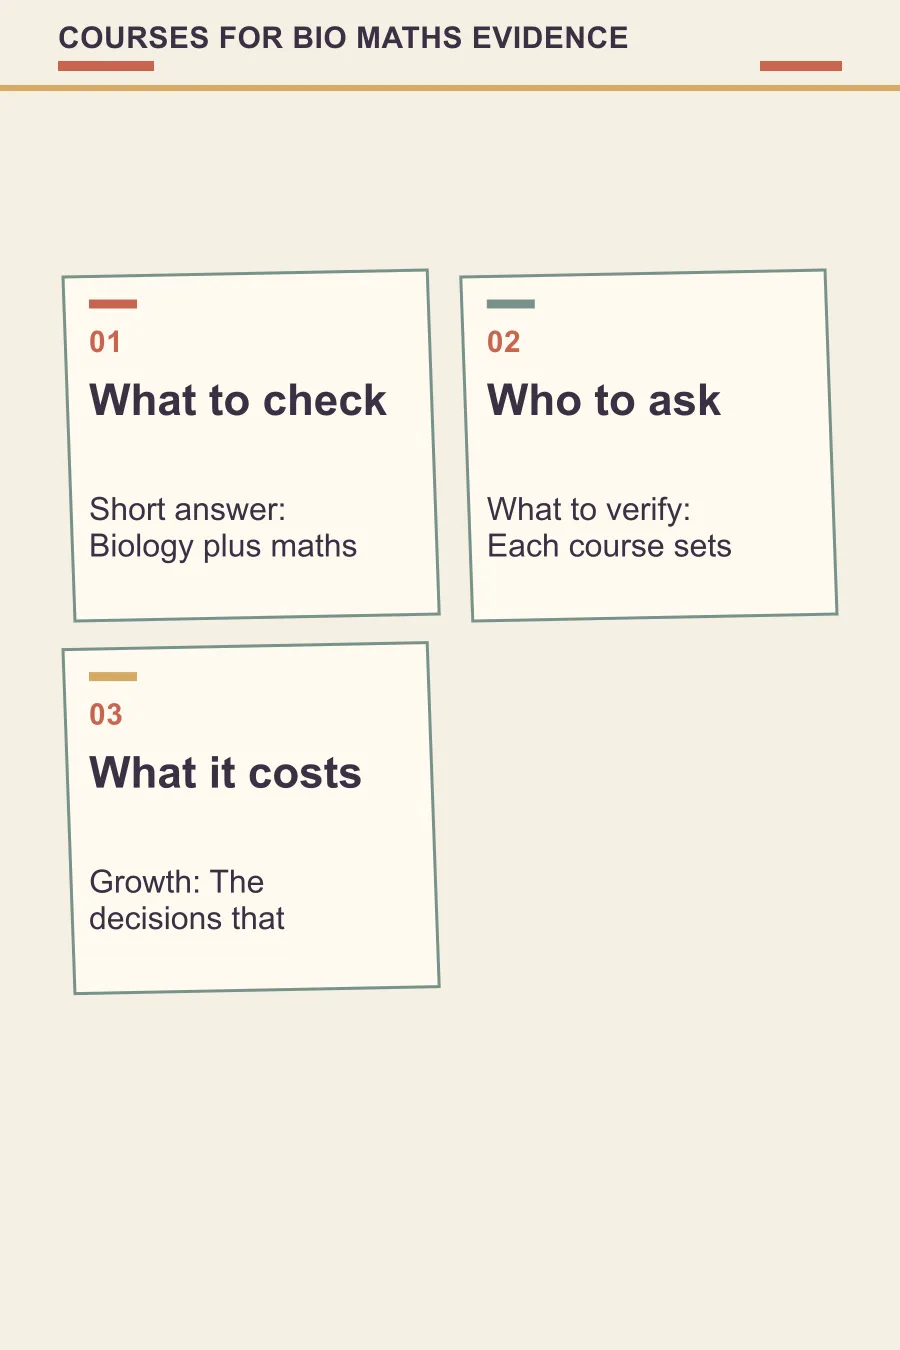 COURSES FOR BIO MATHS EVIDENCE
01
What to check
Short answer:
Biology plus maths
02
Who to ask
What to verify:
Each course sets
03
What it costs
Growth: The
decisions that